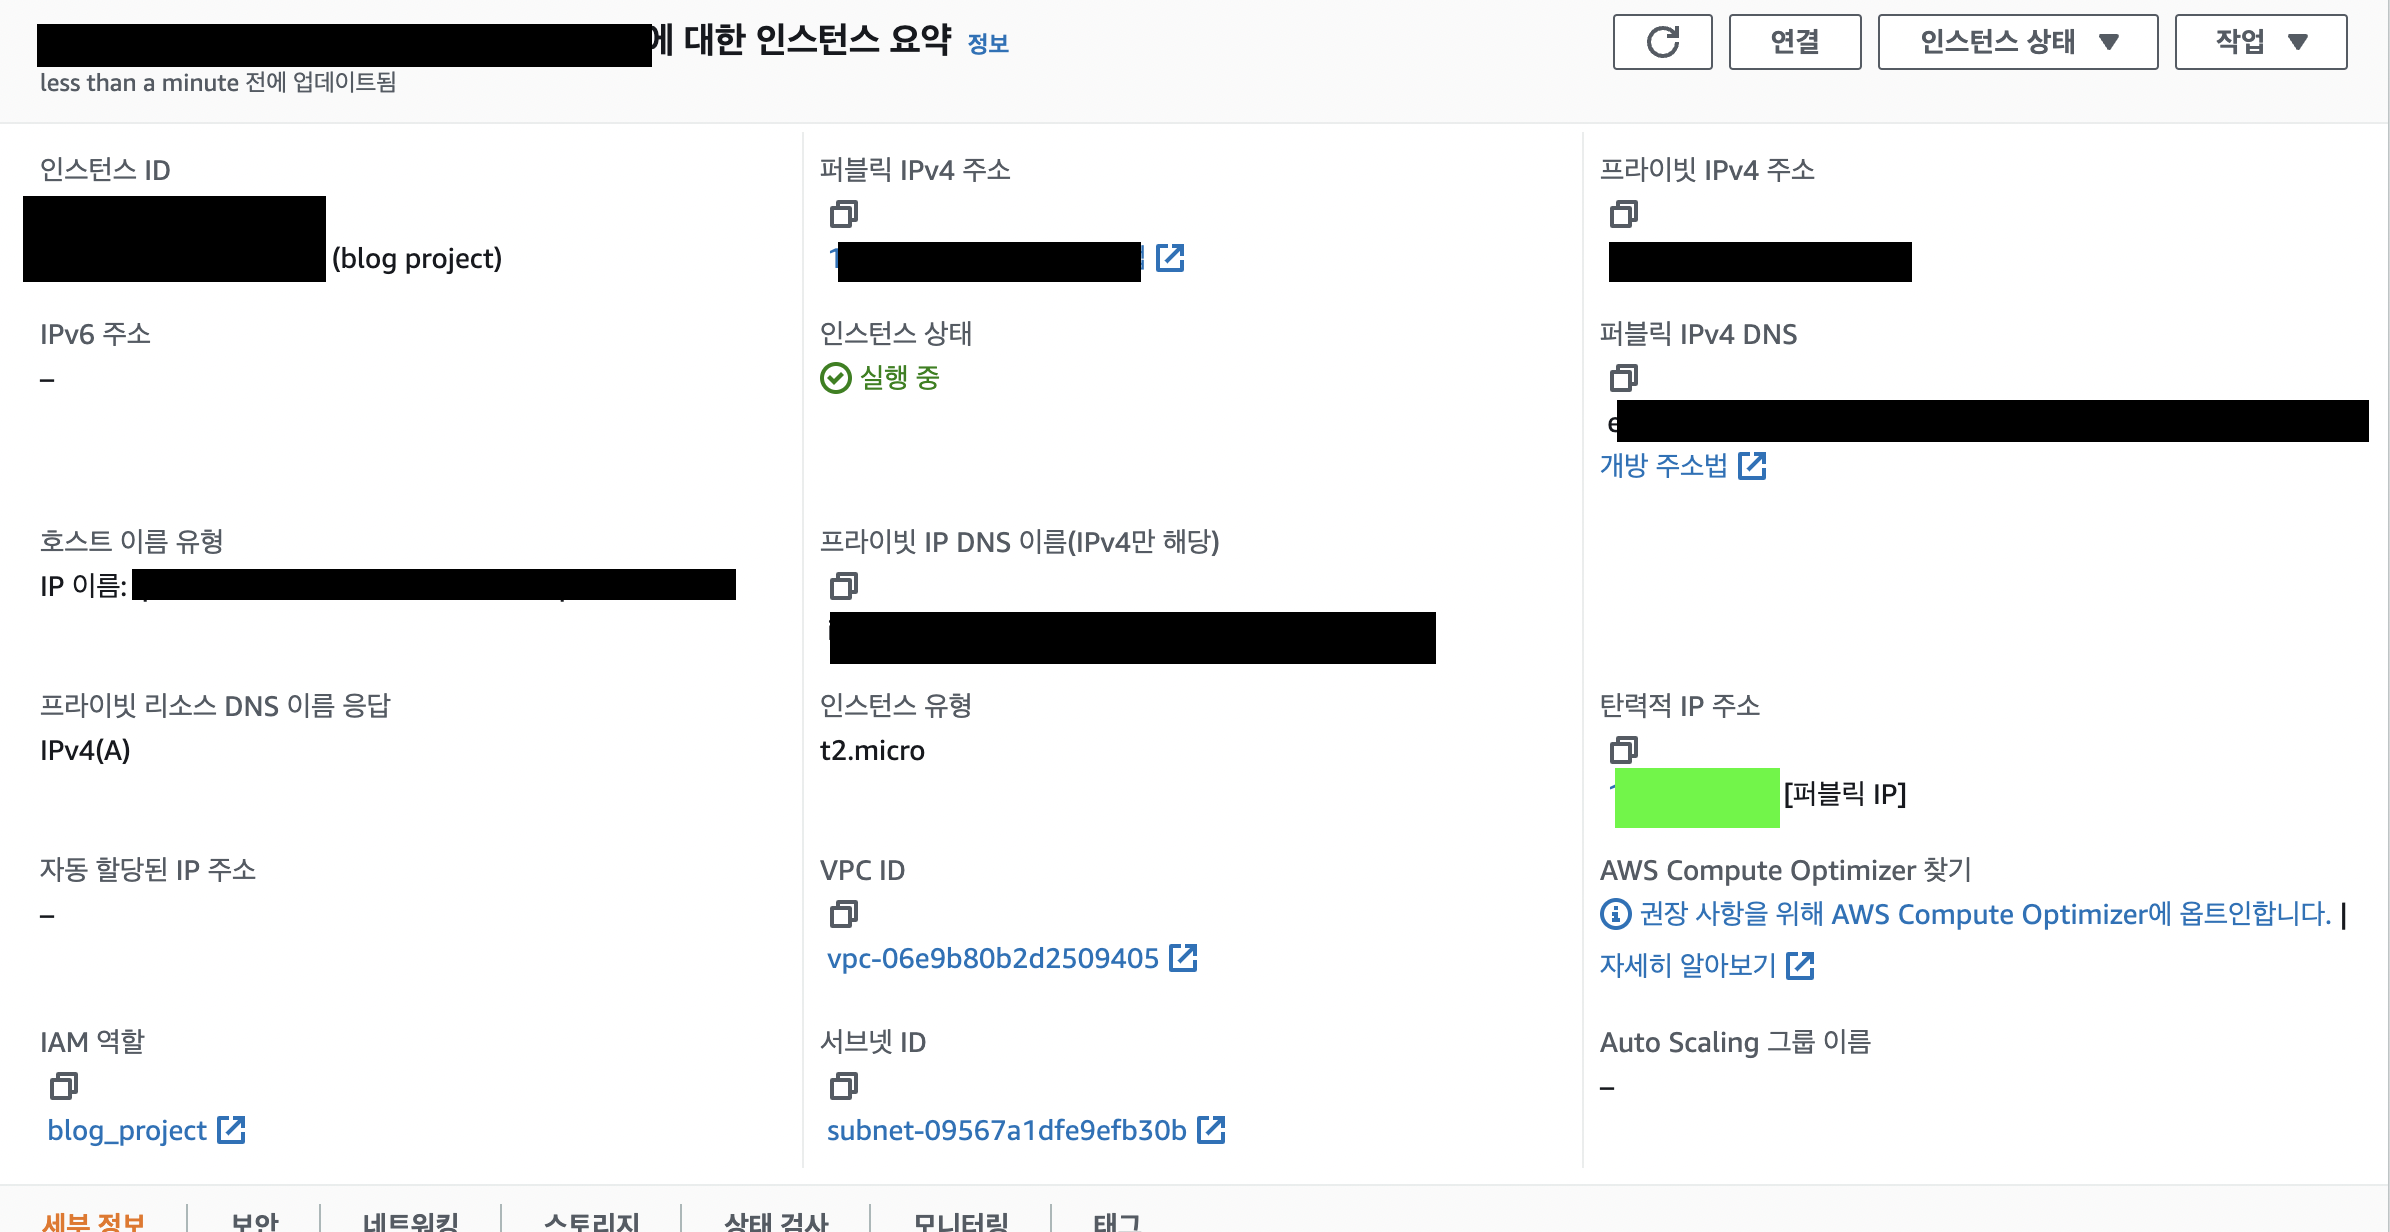 에 대한 인스턴스 요약 정보
less than a minute 전에 업데이트됨
연결
인스턴스 상태
작업
인스턴스 ID
(blog project)
퍼블릭 IPv4 주소
프라이빗 IPv4 주소
IPv6 주소
–
인스턴스 상태
실행 중
퍼블릭 IPv4 DNS
개방 주소법
호스트 이름 유형
IP 이름:
프라이빗 IP DNS 이름(IPv4만 해당)
프라이빗 리소스 DNS 이름 응답
IPv4(A)
인스턴스 유형
t2.micro
탄력적 IP 주소
[퍼블릭 IP]
자동 할당된 IP 주소
–
VPC ID
vpc-06e9b80b2d2509405
AWS Compute Optimizer 찾기
권장 사항을 위해 AWS Compute Optimizer에 옵트인합니다. |
자세히 알아보기
IAM 역할
blog_project
서브넷 ID
subnet-09567a1dfe9efb30b
Auto Scaling 그룹 이름
–
세부 정보
보안
네트워킹
스토리지
상태 검사
모니터링
태그